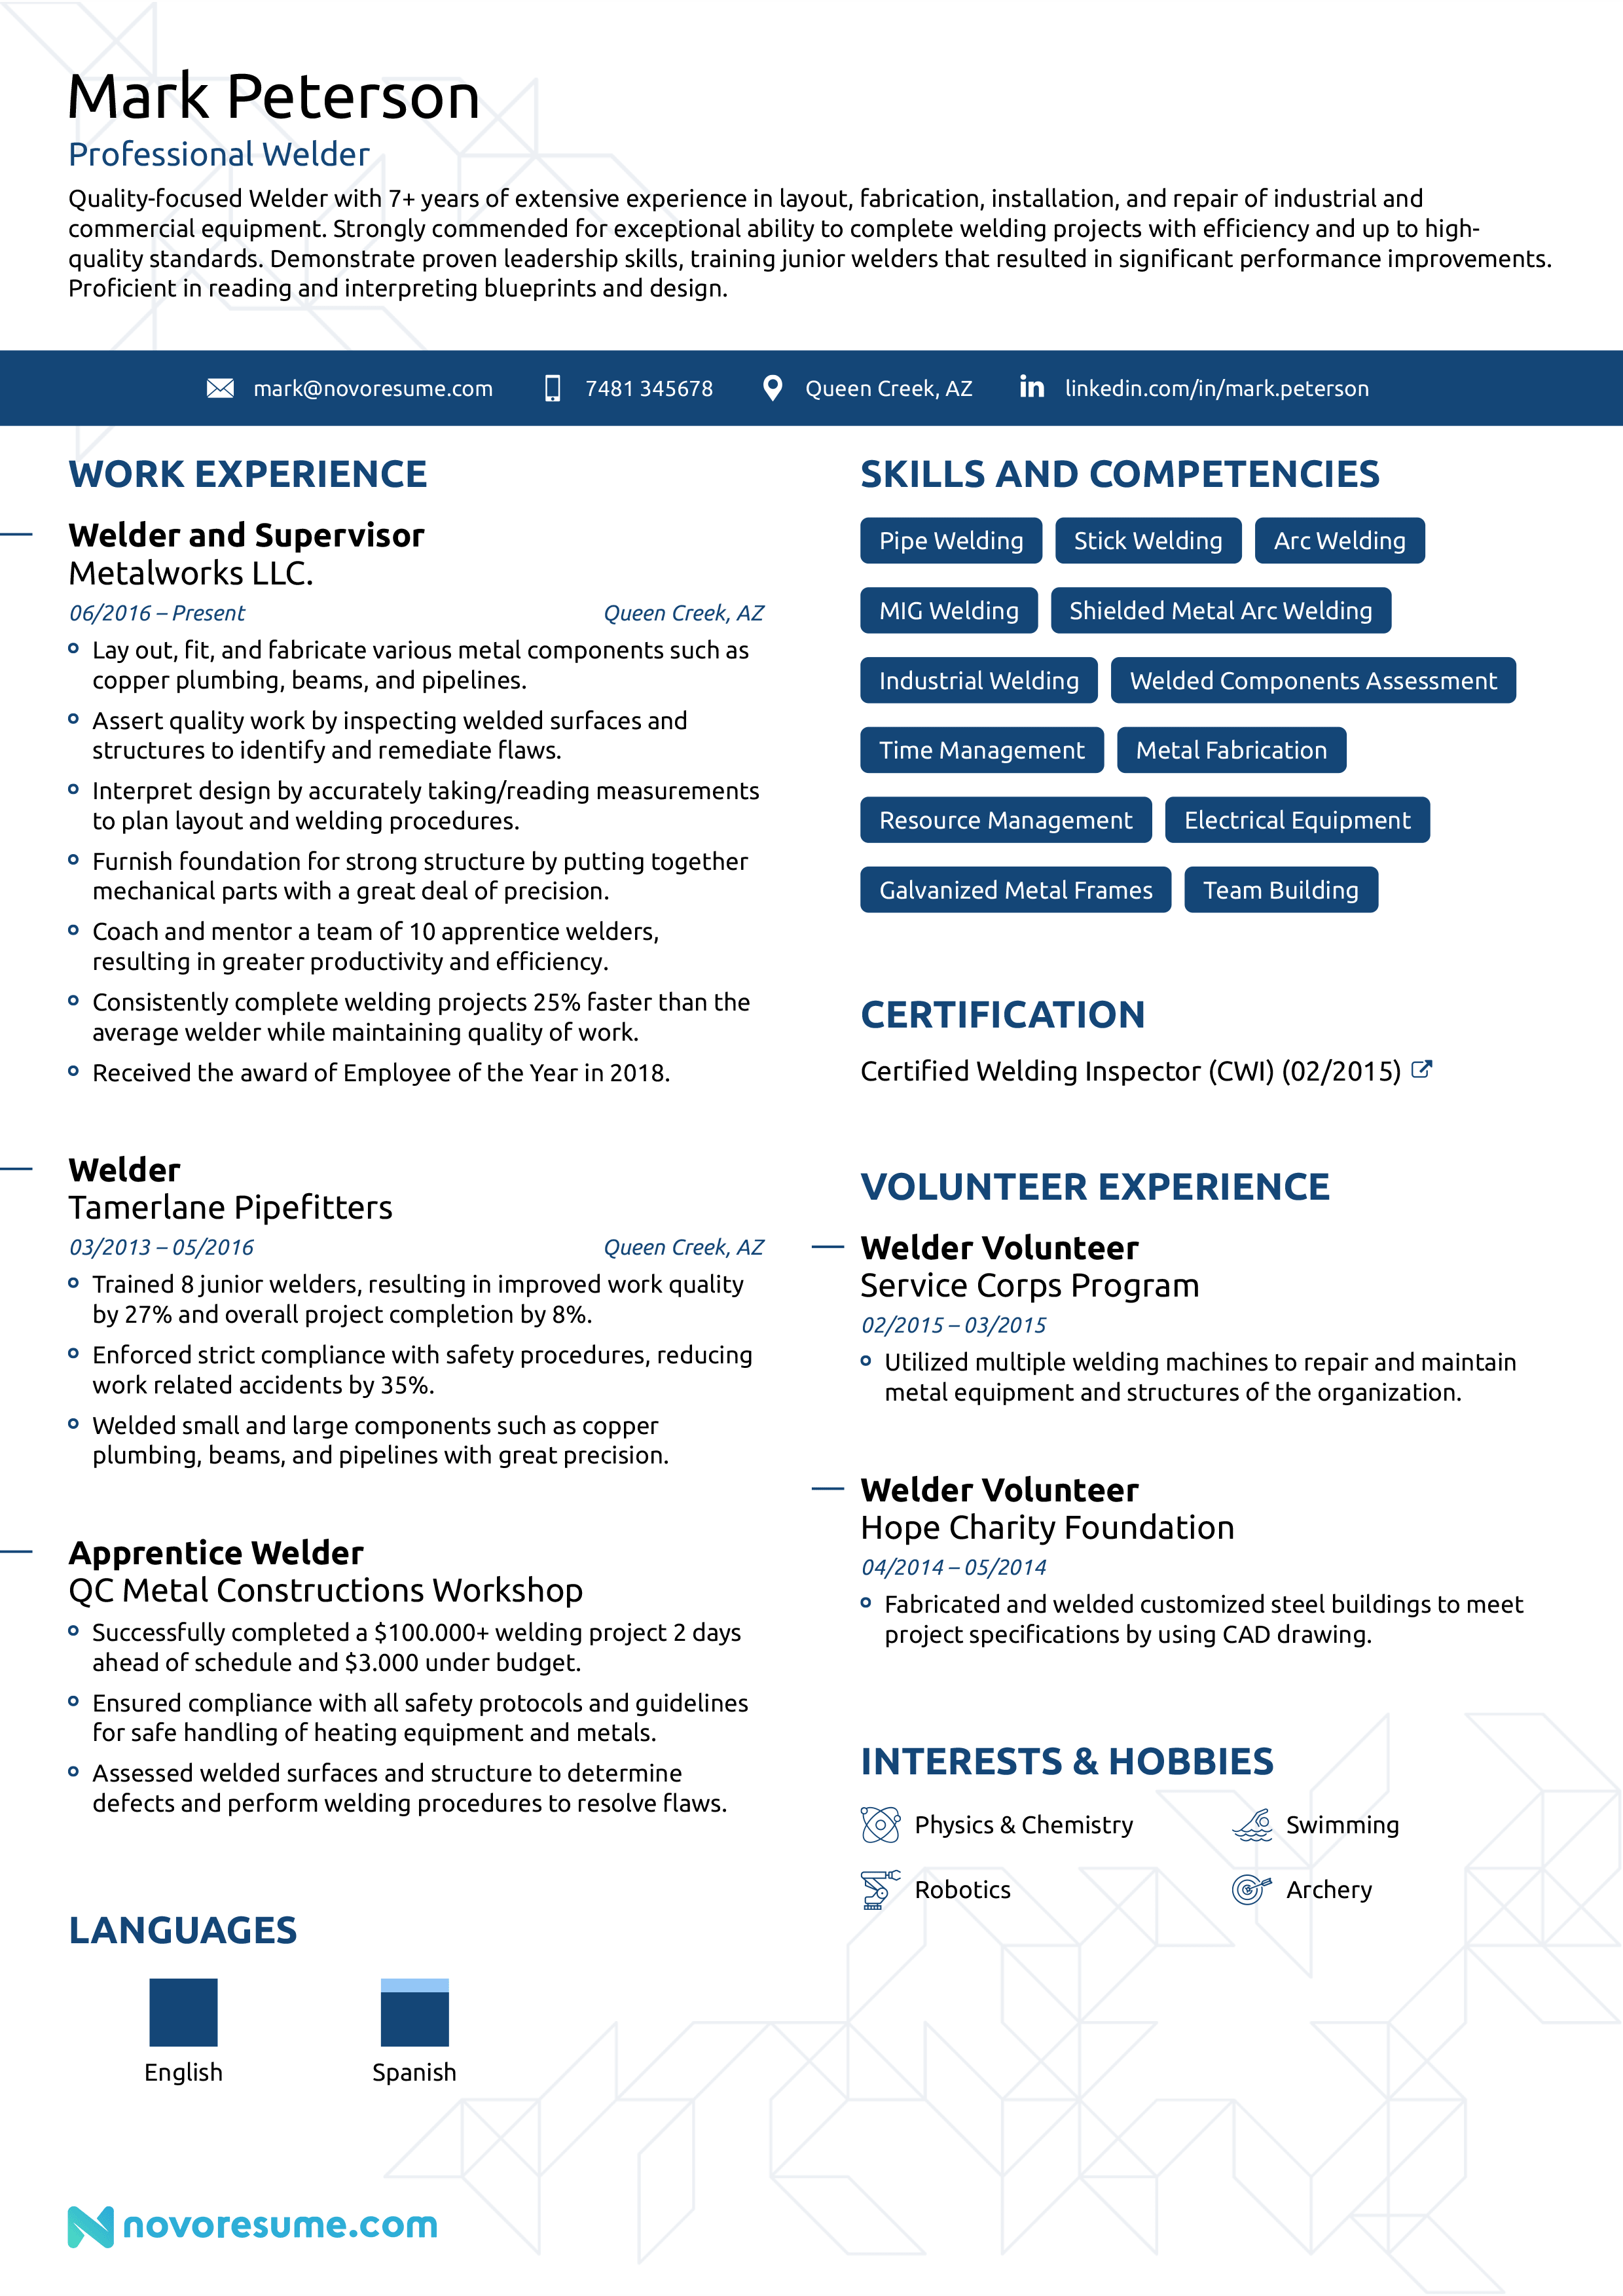 Mark Peterson
Professional Welder
Quality-focused Welder with 7+ years of extensive experience in layout, fabrication, installation, and repair of industrial and
commercial equipment. Strongly commended for exceptional ability to complete welding projects with efficiency and up to high-
quality standards. Demonstrate proven leadership skills, training junior welders that resulted in significant performance improvements.
Proficient in reading and interpreting blueprints and design.
mark@novoresume.com 7481 345678 Queen Creek, AZ linkedin.com/in/mark.peterson
WORK EXPERIENCE
Welder and Supervisor
Metalworks LLC.
06/2016 – Present Queen Creek, AZ
Lay out, fit, and fabricate various metal components such as
copper plumbing, beams, and pipelines.
Assert quality work by inspecting welded surfaces and
structures to identify and remediate flaws.
Interpret design by accurately taking/reading measurements
to plan layout and welding procedures.
Furnish foundation for strong structure by putting together
mechanical parts with a great deal of precision.
Coach and mentor a team of 10 apprentice welders,
resulting in greater productivity and efficiency.
Consistently complete welding projects 25% faster than the
average welder while maintaining quality of work.
Received the award of Employee of the Year in 2018.
Welder
Tamerlane Pipefitters
03/2013 – 05/2016 Queen Creek, AZ
Trained 8 junior welders, resulting in improved work quality
by 27% and overall project completion by 8%.
Enforced strict compliance with safety procedures, reducing
work related accidents by 35%.
Welded small and large components such as copper
plumbing, beams, and pipelines with great precision.
Apprentice Welder
QC Metal Constructions Workshop
Successfully completed a $100.000+ welding project 2 days
ahead of schedule and $3.000 under budget.
Ensured compliance with all safety protocols and guidelines
for safe handling of heating equipment and metals.
Assessed welded surfaces and structure to determine
defects and perform welding procedures to resolve flaws.
LANGUAGES
English Spanish
SKILLS AND COMPETENCIES
Pipe Welding Stick Welding Arc Welding
MIG Welding Shielded Metal Arc Welding
Industrial Welding Welded Components Assessment
Time Management Metal Fabrication
Resource Management Electrical Equipment
Galvanized Metal Frames Team Building
CERTIFICATION
Certified Welding Inspector (CWI) (02/2015)
VOLUNTEER EXPERIENCE
Welder Volunteer
Service Corps Program
02/2015 – 03/2015
Utilized multiple welding machines to repair and maintain
metal equipment and structures of the organization.
Welder Volunteer
Hope Charity Foundation
04/2014 – 05/2014
Fabricated and welded customized steel buildings to meet
project specifications by using CAD drawing.
INTERESTS & HOBBIES
Physics & Chemistry Swimming
Robotics Archery
novoresume.com